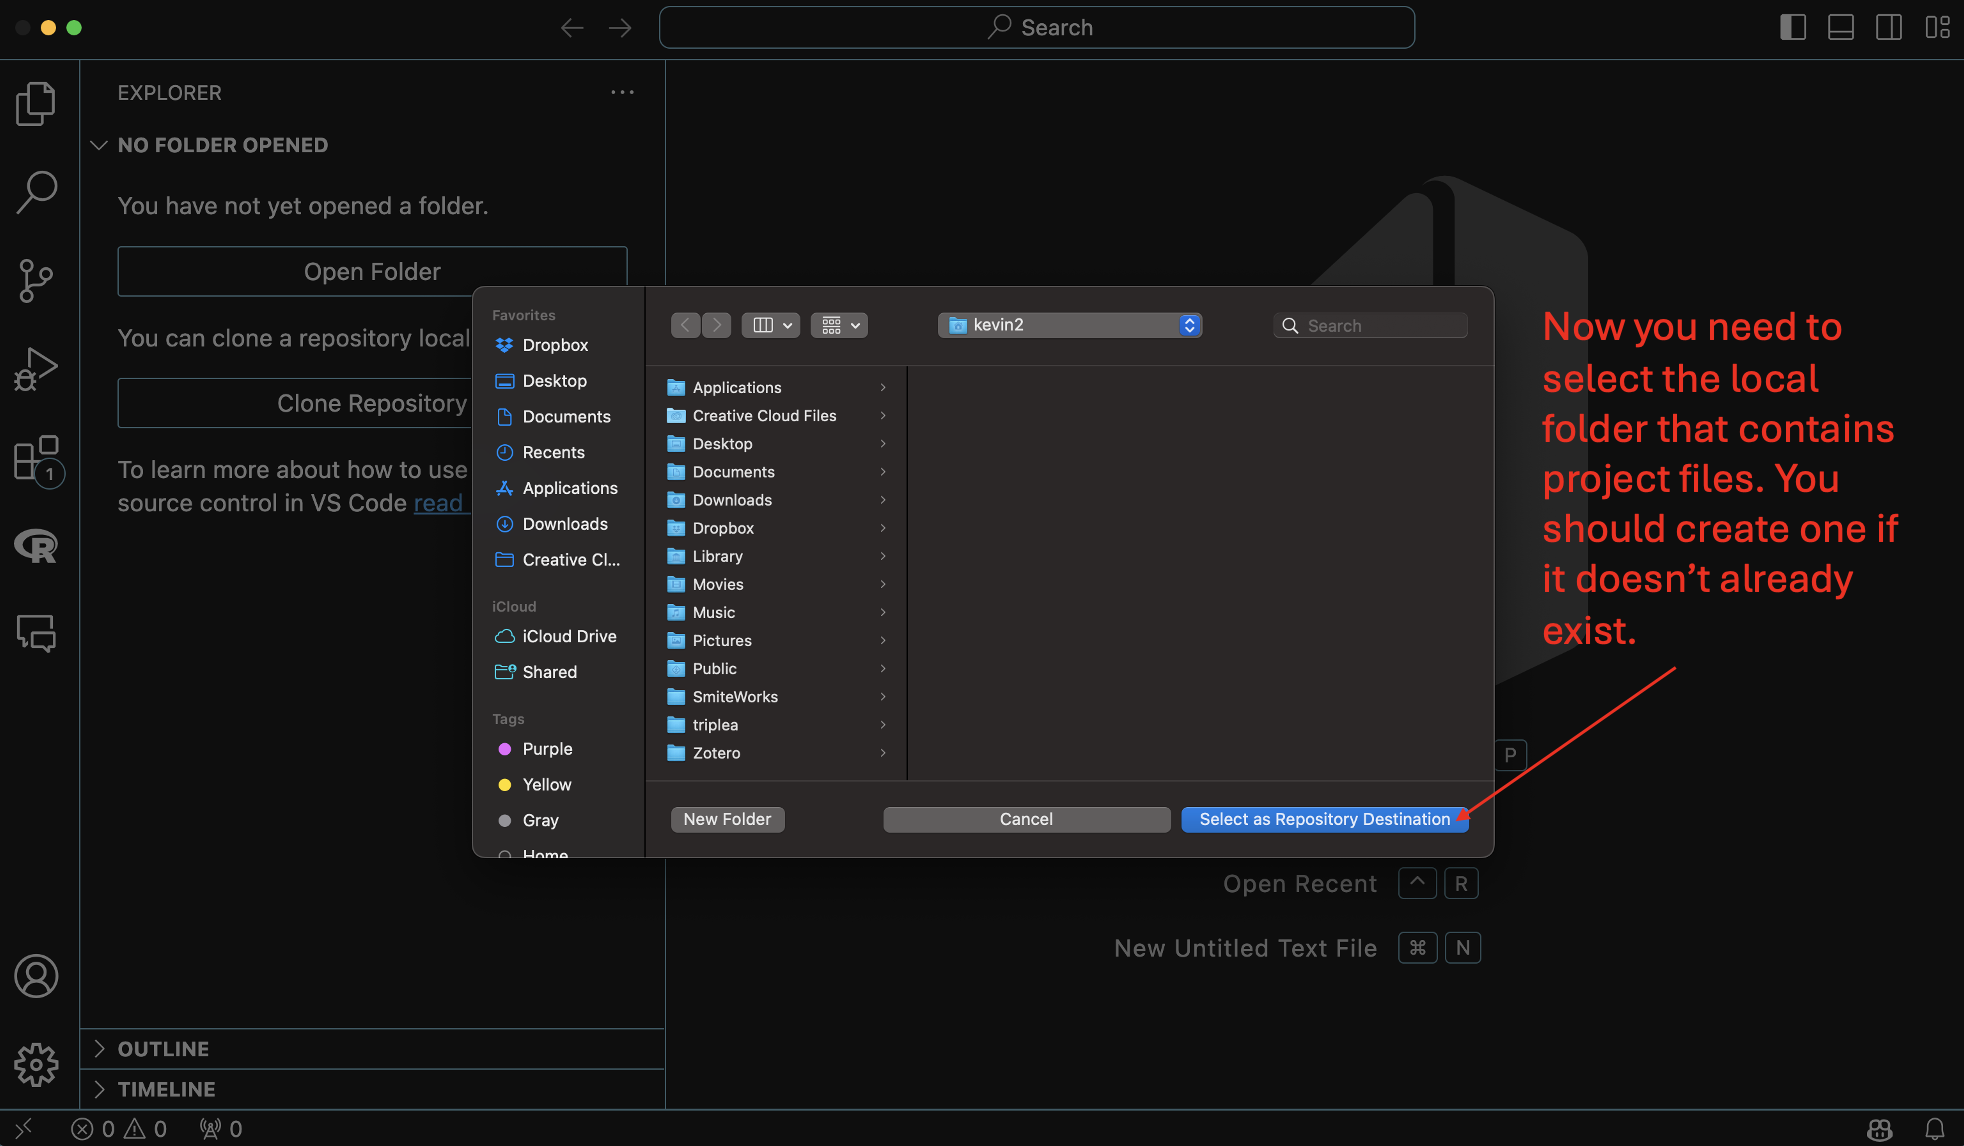 Search
EXPLORER
NO FOLDER OPENED
You have not yet opened a folder.
Open Folder
You can clone a repository local
Clone Repository
To learn more about how to use
source control in VS Code read
1
R
Favorites
Dropbox
Desktop
Documents
Recents
Applications
Downloads
Creative Cl...
iCloud
iCloud Drive
Shared
Tags
Purple
Yellow
Gray
Home
kevin2
Search
Applications
Creative Cloud Files
Desktop
Documents
Downloads
Dropbox
Library
Movies
Music
Pictures
Public
SmiteWorks
triplea
Zotero
New Folder
Cancel
Select as Repository Destination
Now you need to
select the local
folder that contains
project files. You
should create one if
it doesn’t already
exist.
P
Open Recent ^ R
New Untitled Text File ⌘ N
OUTLINE
TIMELINE
0 0 0